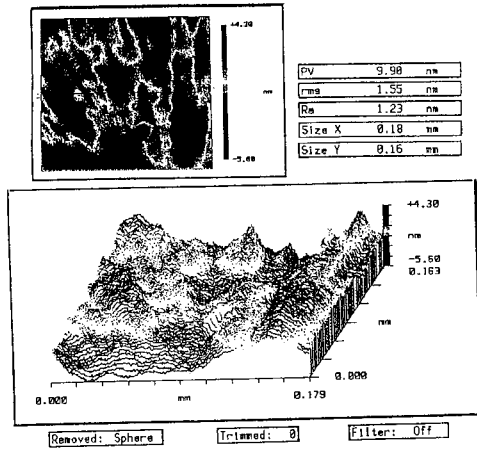 +4.20
nm
-5.60
PV 9.90 nm
rms 1.55 nm
Ra 1.23 nm
Size X 0.18 mm
Size Y 0.16 mm
+4.30
nm
-5.60
0.163
mm
0.000
0.000 mm 0.179
Removed: Sphere Trimmed: 0 Filter: Off